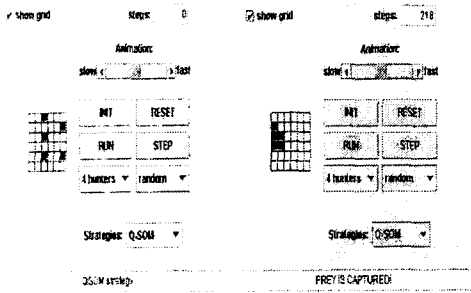 show grid steps: 0
Animation:
slow fast
INIT RESET
RUN STEP
4 hunters random
Strategies: Q-SOM
QSOM strategy
show grid steps: 218
Animation:
slow fast
INIT RESET
RUN STEP
4 hunters random
Strategies: Q-SOM
PREY IS CAPTURED!